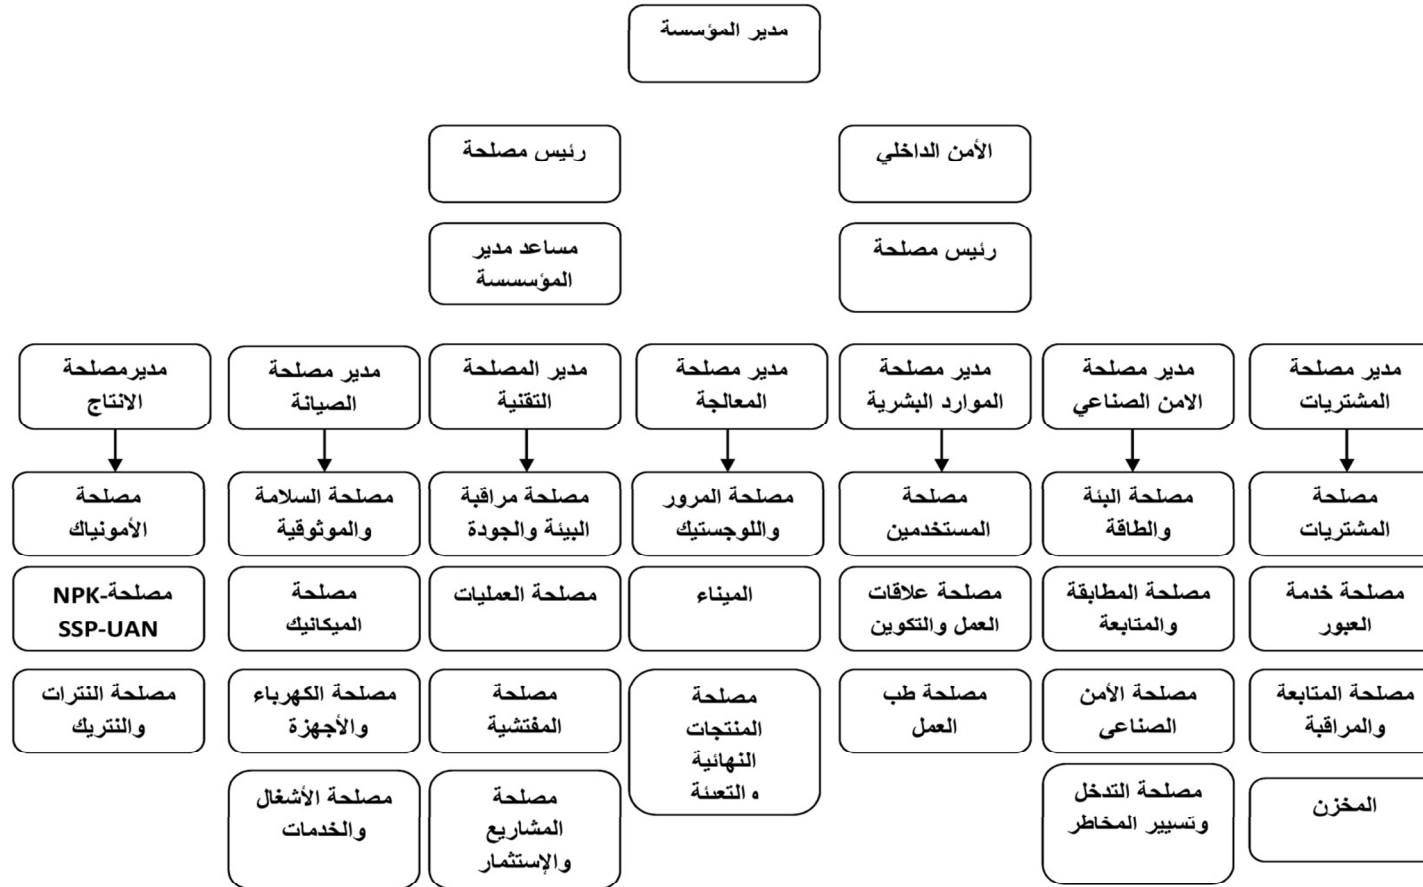 مدير المؤسسة
الأمن الداخلي
رئيس مصلحة
رئيس مصلحة
مساعد مدير
المؤسسسة
مدير مصلحة
المشتريات
مدير مصلحة
الامن الصناعي
مدير مصلحة
الموارد البشرية
مدير مصلحة
المعالجة
مدير المصلحة
التقنية
مدير مصلحة
الصيانة
مديرمصلحة
الانتاج
مصلحة
المشتريات
مصلحة البئة
والطاقة
مصلحة
المستخدمين
مصلحة المرور
واللوجستيك
مصلحة مراقبة
البيئة والجودة
مصلحة السلامة
والموثوقية
مصلحة
الأمونياك
مصلحة خدمة
العبور
مصلحة المطابقة
والمتابعة
مصلحة علاقات
العمل والتكوين
الميناء
مصلحة العمليات
مصلحة
الميكانيك
مصلحة-NPK
SSP-UAN
مصلحة المتابعة
والمراقبة
مصلحة الأمن
الصناعي
مصلحة طب
العمل
مصلحة
المنتجات
النهائية
و التعبئة
مصلحة
المفتشية
مصلحة الكهرباء
والأجهزة
مصلحة النترات
والنتريك
المخزن
مصلحة التدخل
وتسيير المخاطر
مصلحة
المشاريع
والإستثمار
مصلحة الأشغال
والخدمات